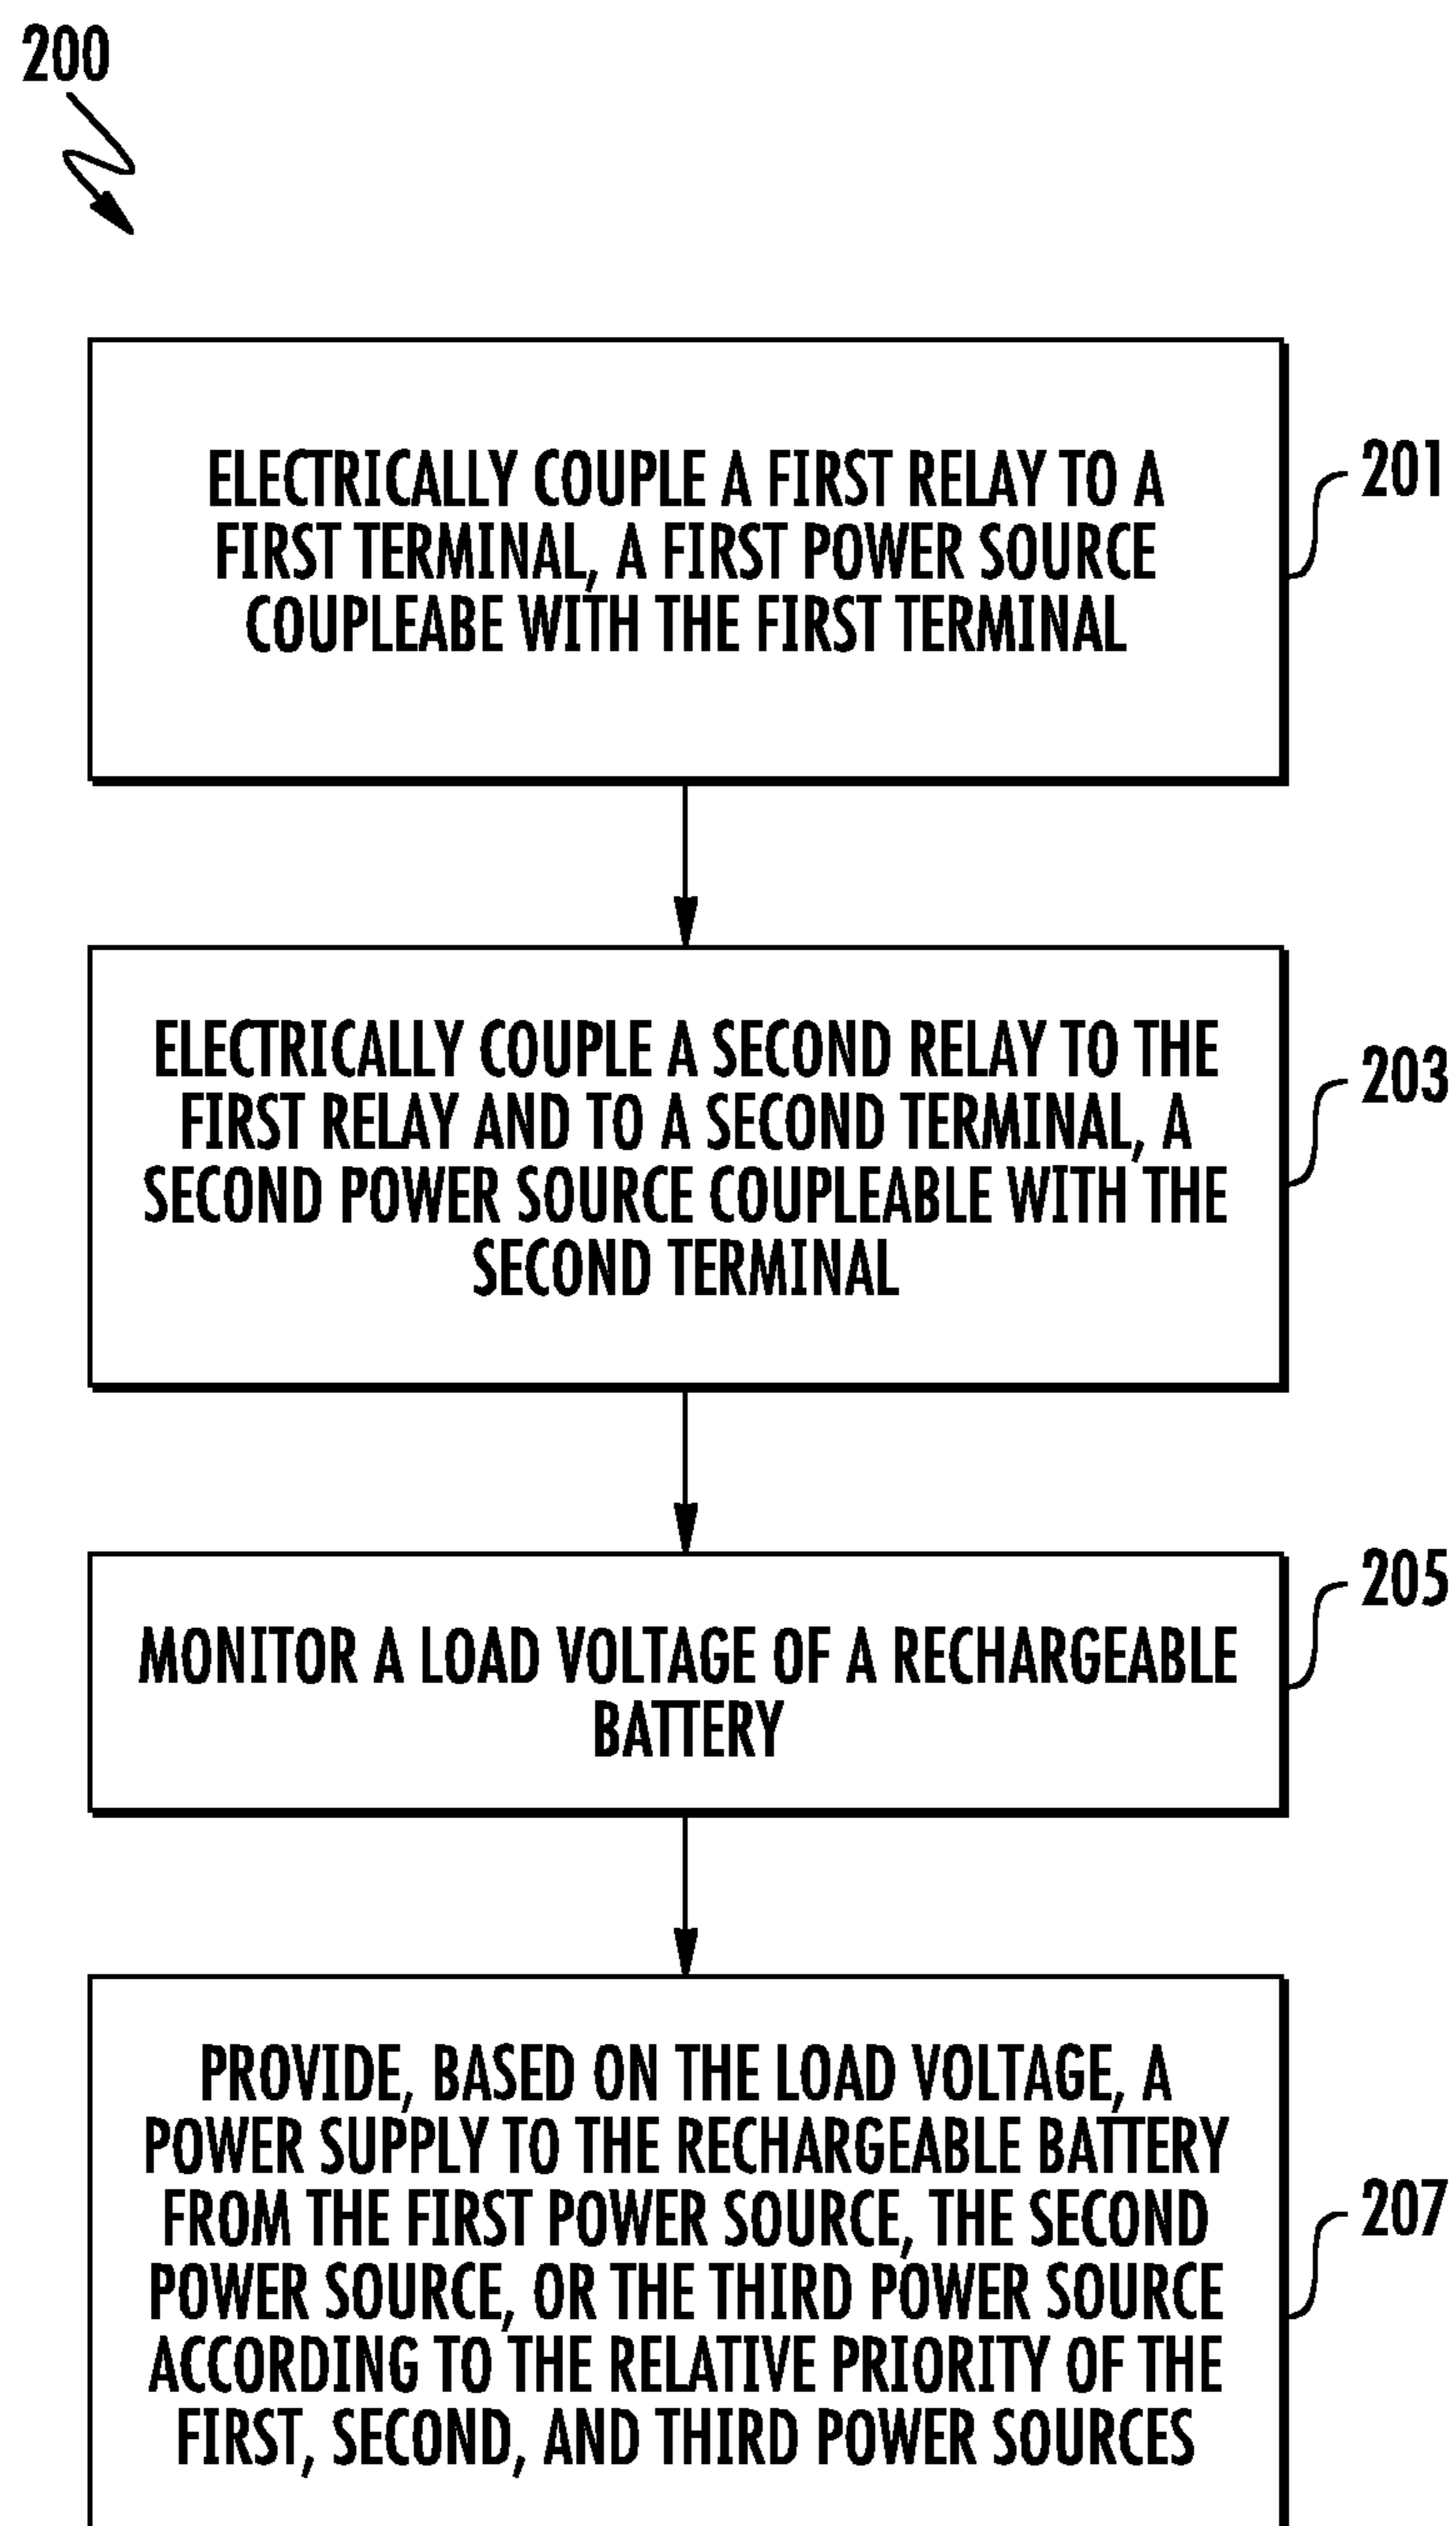 200
ELECTRICALLY COUPLE A FIRST RELAY TO A
FIRST TERMINAL, A FIRST POWER SOURCE
COUPLEABE WITH THE FIRST TERMINAL
201
ELECTRICALLY COUPLE A SECOND RELAY TO THE
FIRST RELAY AND TO A SECOND TERMINAL, A
SECOND POWER SOURCE COUPLEABLE WITH THE
SECOND TERMINAL
203
MONITOR A LOAD VOLTAGE OF A RECHARGEABLE
BATTERY
205
PROVIDE, BASED ON THE LOAD VOLTAGE, A
POWER SUPPLY TO THE RECHARGEABLE BATTERY
FROM THE FIRST POWER SOURCE, THE SECOND
POWER SOURCE, OR THE THIRD POWER SOURCE
ACCORDING TO THE RELATIVE PRIORITY OF THE
FIRST, SECOND, AND THIRD POWER SOURCES
207